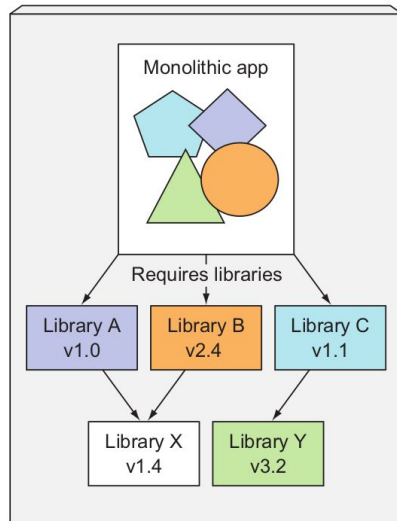 Monolithic app
Requires libraries
Library A
v1.0
Library B
v2.4
Library C
v1.1
Library X
v1.4
Library Y
v3.2